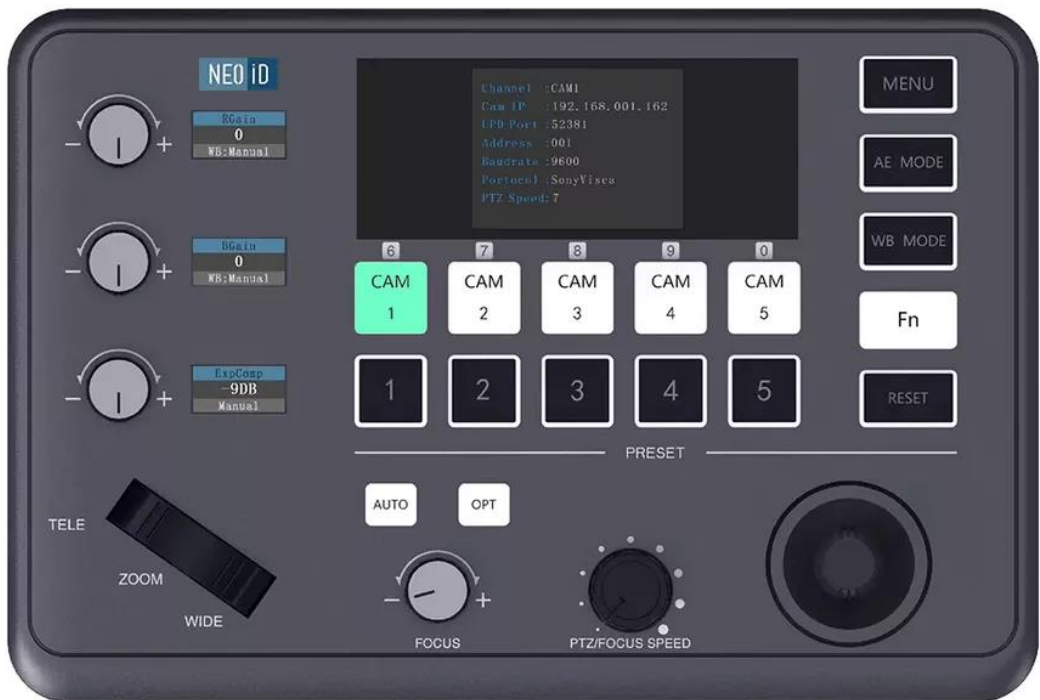 NEO iD
RGain
0
WB:Manual
BGain
0
WB:Manual
ExpComp
-9DB
Manual
Channel :CAM1
Cam IP :192.168.001.162
UPD Port :52381
Address :001
Baudrate :9600
Portocol :SonyVisca
PTZ Speed:7
6 7 8 9 0
CAM 1
CAM 2
CAM 3
CAM 4
CAM 5
1 2 3 4 5
PRESET
MENU
AE MODE
WB MODE
Fn
RESET
AUTO
OPT
TELE
ZOOM
WIDE
- +
- +
- +
- +
FOCUS
PTZ/FOCUS SPEED